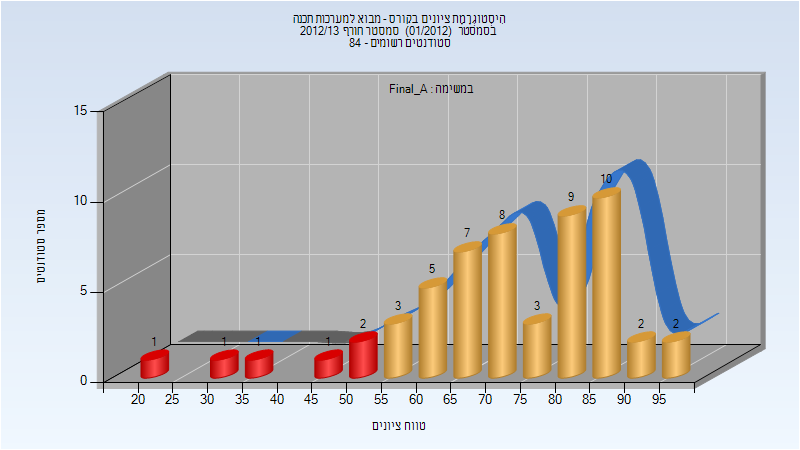 היסטוגרמת ציונים בקורס - מבוא למערכות תכנה
בסמסטר (01/2012) סמסטר חורף 2012/13
סטודנטים רשומים - 84
במשימה : Final_A
15
10
5
0
מספר סטודנטים
1
1
1
1
2
3
5
7
8
3
9
10
2
2
20 25 30 35 40 45 50 55 60 65 70 75 80 85 90 95
טווח ציונים